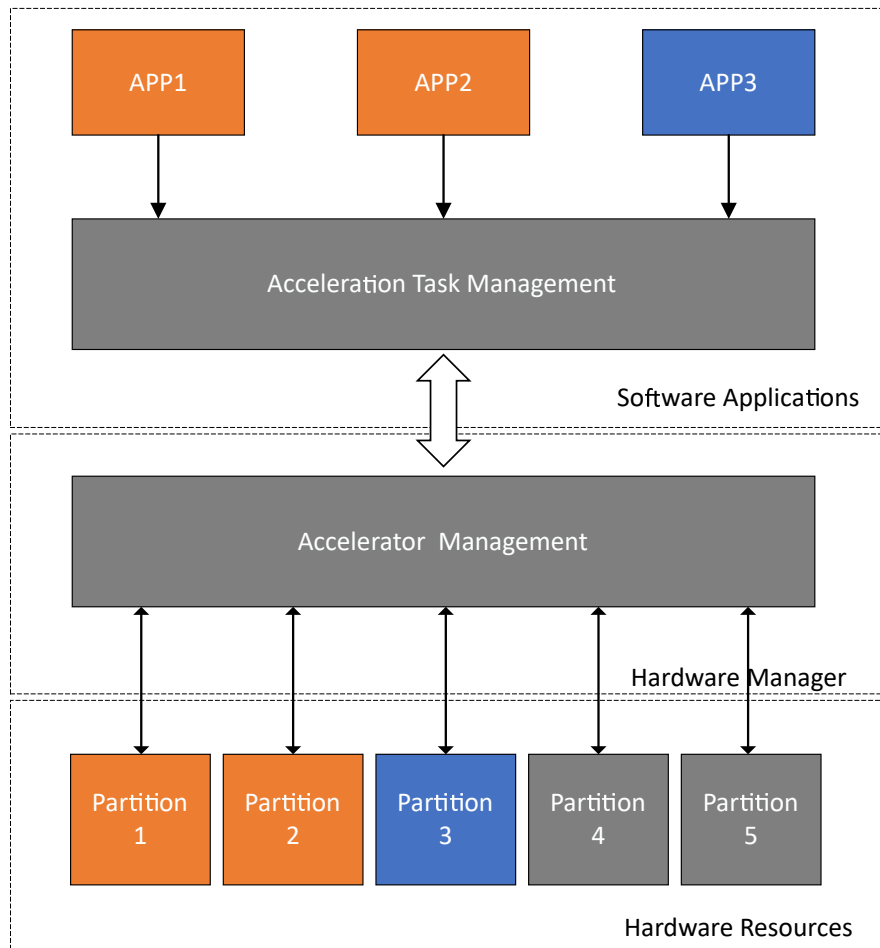 APP1
APP2
APP3
Acceleration Task Management
Software Applications
Accelerator  Management
Hardware Manager
Partition
1
Partition
2
Partition
3
Partition
4
Partition
5
Hardware Resources